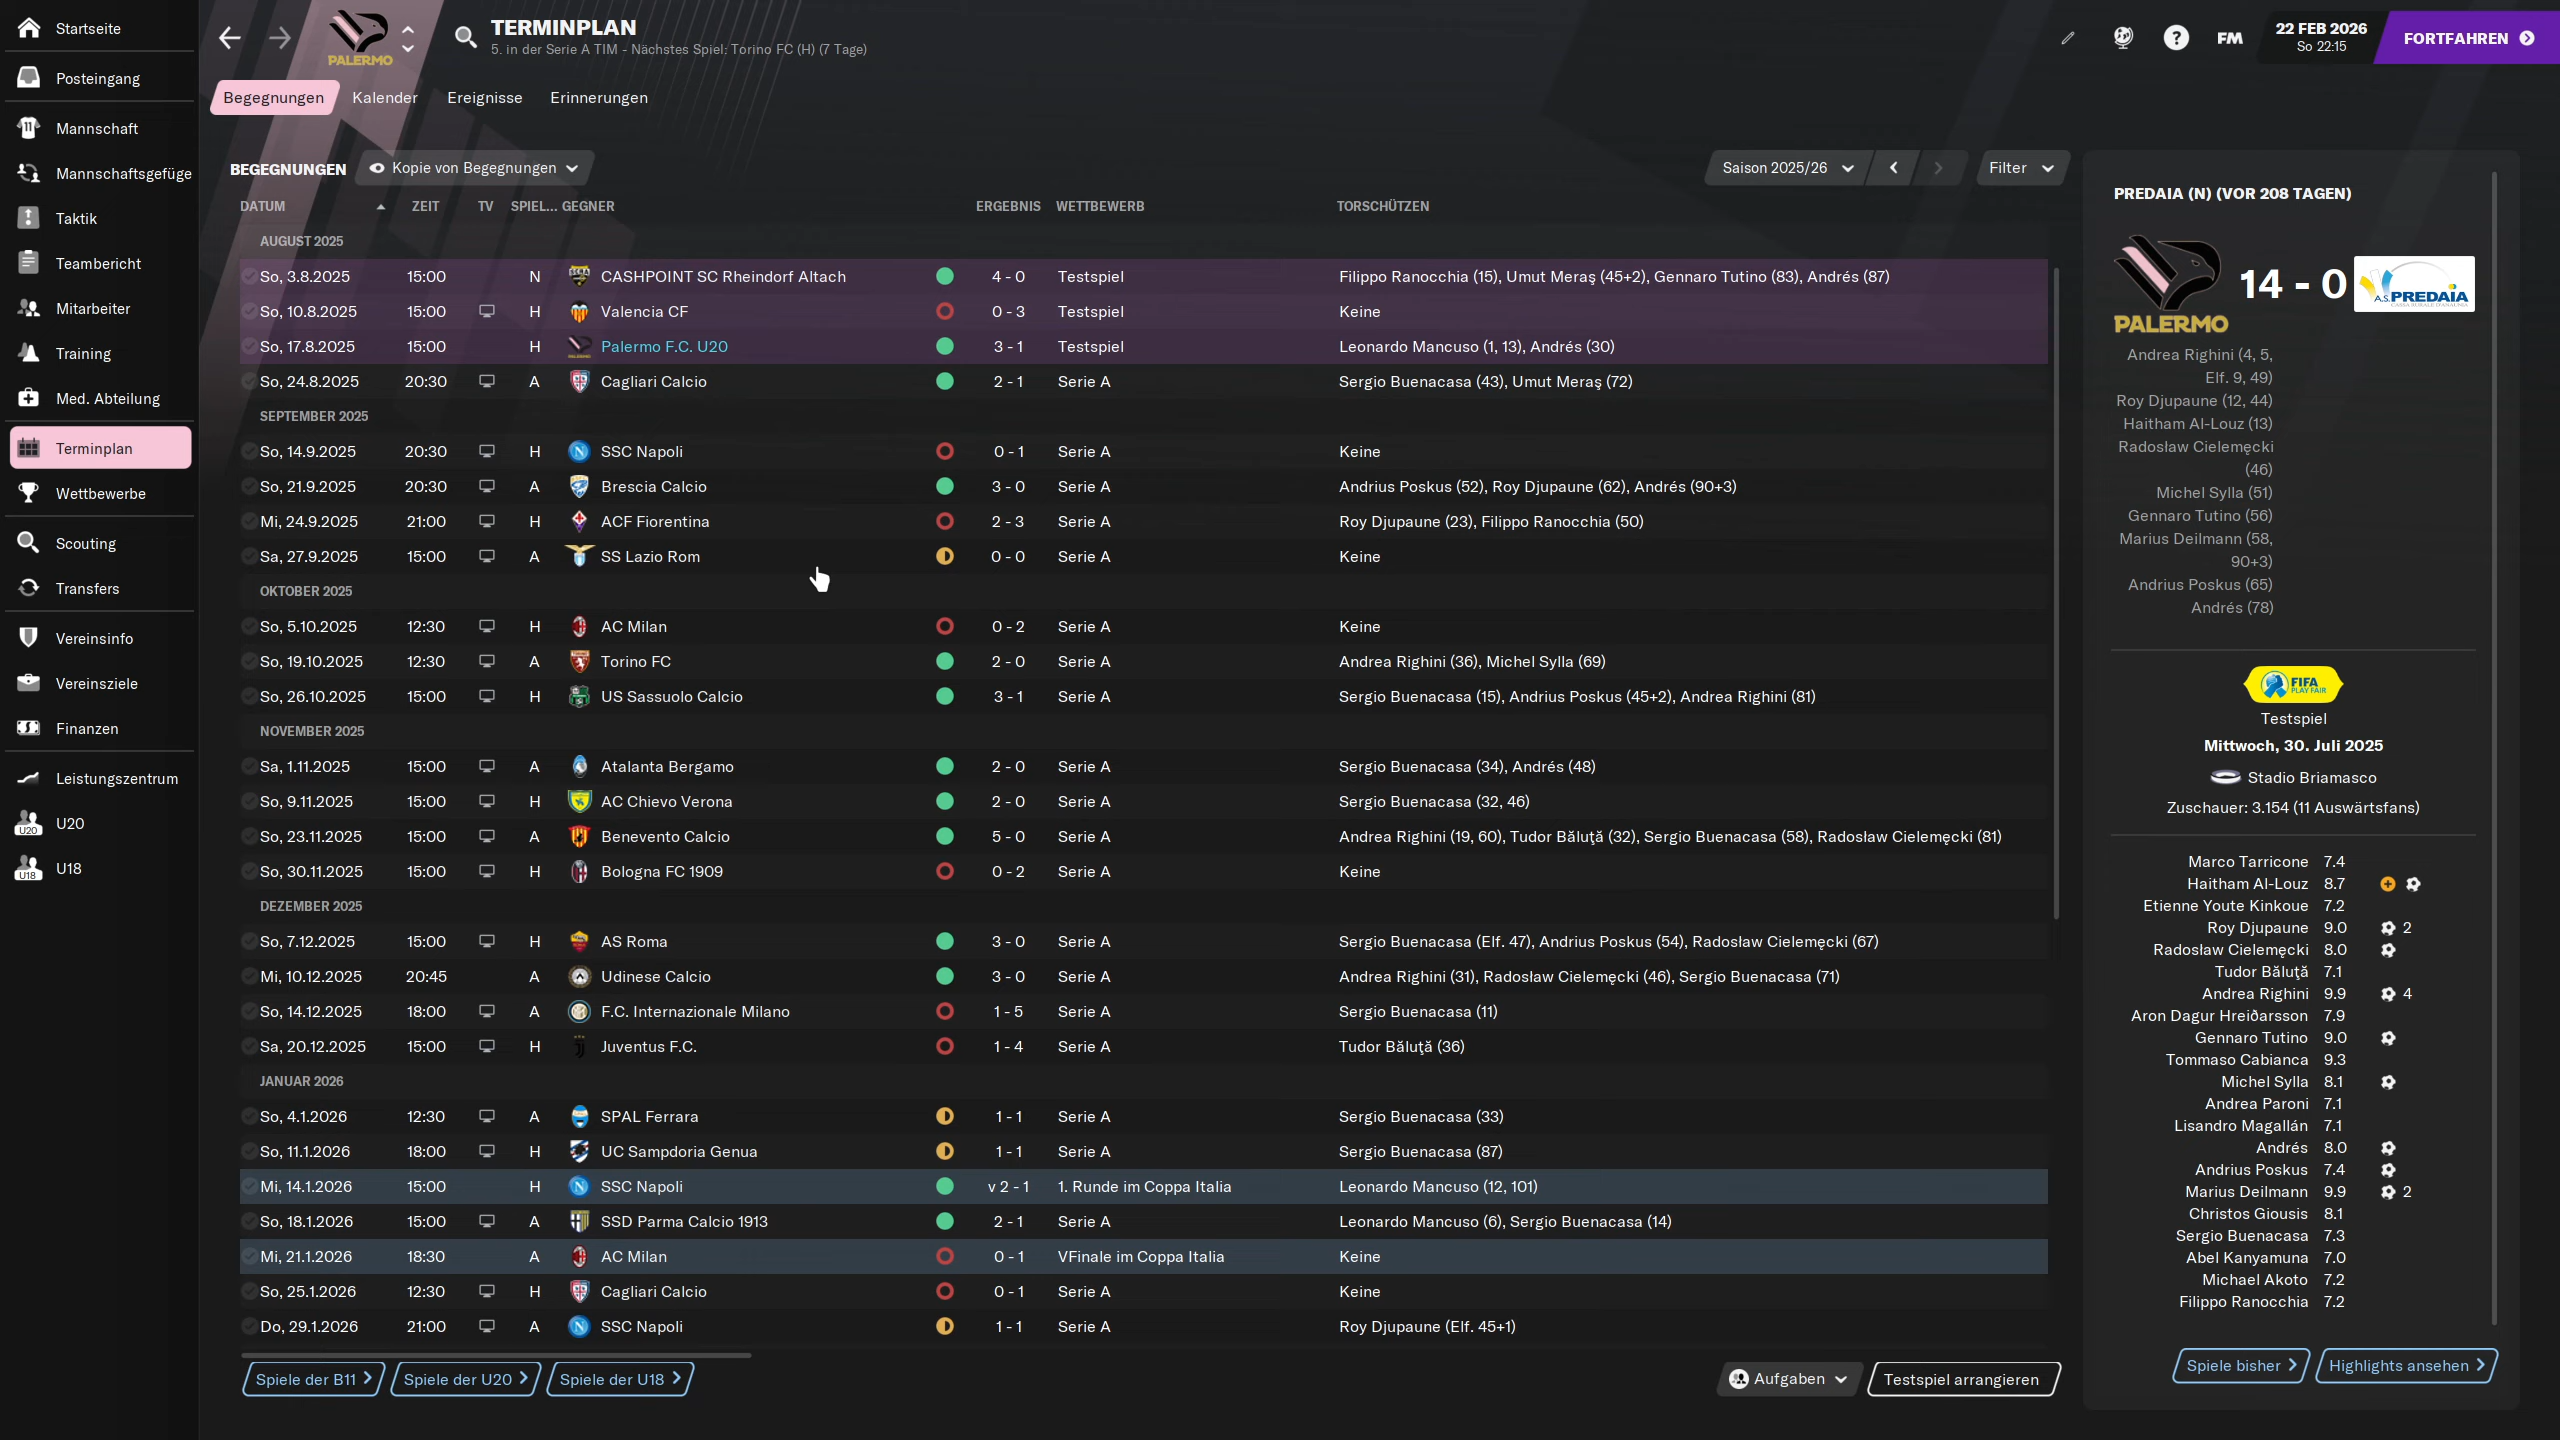 Startseite
Posteingang
Mannschaft
Mannschaftsgefüge
Taktik
Teambericht
Mitarbeiter
Training
Med. Abteilung
Terminplan
Wettbewerbe
Scouting
Transfers
Vereinsinfo
Vereinsziele
Finanzen
Leistungszentrum
U20 U20
U18 U18
PALERMO
TERMINPLAN
5. in der Serie A TIM - Nächstes Spiel: Torino FC (H) (7 Tage)
FM
22 FEB 2026
So 22:15
FORTFAHREN
Begegnungen Kalender Ereignisse Erinnerungen
BEGEGNUNGEN Kopie von Begegnungen Saison 2025/26 Filter
DATUM ZEIT TV SPIEL... GEGNER ERGEBNIS WETTBEWERB TORSCHÜTZEN
AUGUST 2025
So, 3.8.2025 15:00 N CASHPOINT SC Rheindorf Altach 4 - 0 Testspiel Filippo Ranocchia (15), Umut Meraş (45+2), Gennaro Tutino (83), Andrés (87)
So, 10.8.2025 15:00 H Valencia CF 0 - 3 Testspiel Keine
So, 17.8.2025 15:00 H Palermo F.C. U20 3 - 1 Testspiel Leonardo Mancuso (1, 13), Andrés (30)
So, 24.8.2025 20:30 A Cagliari Calcio 2 - 1 Serie A Sergio Buenacasa (43), Umut Meraş (72)
SEPTEMBER 2025
So, 14.9.2025 20:30 H SSC Napoli 0 - 1 Serie A Keine
So, 21.9.2025 20:30 A Brescia Calcio 3 - 0 Serie A Andrius Poskus (52), Roy Djupaune (62), Andrés (90+3)
Mi, 24.9.2025 21:00 H ACF Fiorentina 2 - 3 Serie A Roy Djupaune (23), Filippo Ranocchia (50)
Sa, 27.9.2025 15:00 A SS Lazio Rom 0 - 0 Serie A Keine
OKTOBER 2025
So, 5.10.2025 12:30 H AC Milan 0 - 2 Serie A Keine
So, 19.10.2025 12:30 A Torino FC 2 - 0 Serie A Andrea Righini (36), Michel Sylla (69)
So, 26.10.2025 15:00 H US Sassuolo Calcio 3 - 1 Serie A Sergio Buenacasa (15), Andrius Poskus (45+2), Andrea Righini (81)
NOVEMBER 2025
Sa, 1.11.2025 15:00 A Atalanta Bergamo 2 - 0 Serie A Sergio Buenacasa (34), Andrés (48)
So, 9.11.2025 15:00 H AC Chievo Verona 2 - 0 Serie A Sergio Buenacasa (32, 46)
So, 23.11.2025 15:00 A Benevento Calcio 5 - 0 Serie A Andrea Righini (19, 60), Tudor Băluţă (32), Sergio Buenacasa (58), Radosław Cielemęcki (81)
So, 30.11.2025 15:00 H Bologna FC 1909 0 - 2 Serie A Keine
DEZEMBER 2025
So, 7.12.2025 15:00 H AS Roma 3 - 0 Serie A Sergio Buenacasa (Elf. 47), Andrius Poskus (54), Radosław Cielemęcki (67)
Mi, 10.12.2025 20:45 A Udinese Calcio 3 - 0 Serie A Andrea Righini (31), Radosław Cielemęcki (46), Sergio Buenacasa (71)
So, 14.12.2025 18:00 A F.C. Internazionale Milano 1 - 5 Serie A Sergio Buenacasa (11)
Sa, 20.12.2025 15:00 H Juventus F.C. 1 - 4 Serie A Tudor Băluţă (36)
JANUAR 2026
So, 4.1.2026 12:30 A SPAL Ferrara 1 - 1 Serie A Sergio Buenacasa (33)
So, 11.1.2026 18:00 H UC Sampdoria Genua 1 - 1 Serie A Sergio Buenacasa (87)
Mi, 14.1.2026 15:00 H SSC Napoli v 2 - 1 1. Runde im Coppa Italia Leonardo Mancuso (12, 101)
So, 18.1.2026 15:00 A SSD Parma Calcio 1913 2 - 1 Serie A Leonardo Mancuso (6), Sergio Buenacasa (14)
Mi, 21.1.2026 18:30 A AC Milan 0 - 1 VFinale im Coppa Italia Keine
So, 25.1.2026 12:30 H Cagliari Calcio 0 - 1 Serie A Keine
Do, 29.1.2026 21:00 A SSC Napoli 1 - 1 Serie A Roy Djupaune (Elf. 45+1)
Spiele der B11 Spiele der U20 Spiele der U18 Aufgaben Testspiel arrangieren
PREDAIA (N) (VOR 208 TAGEN)
PALERMO 14 - 0 A.S. PREDAIA
Andrea Righini (4, 5,
Elf. 9, 49)
Roy Djupaune (12, 44)
Haitham Al-Louz (13)
Radosław Cielemęcki
(46)
Michel Sylla (51)
Gennaro Tutino (56)
Marius Deilmann (58,
90+3)
Andrius Poskus (65)
Andrés (78)
FIFA
PLAY FAIR
Testspiel
Mittwoch, 30. Juli 2025
Stadio Briamasco
Zuschauer: 3.154 (11 Auswärtsfans)
Marco Tarricone 7.4
Haitham Al-Louz 8.7
Etienne Youte Kinkoue 7.2
Roy Djupaune 9.0 2
Radosław Cielemęcki 8.0
Tudor Băluţă 7.1
Andrea Righini 9.9 4
Aron Dagur Hreiðarsson 7.9
Gennaro Tutino 9.0
Tommaso Cabianca 9.3
Michel Sylla 8.1
Andrea Paroni 7.1
Lisandro Magallán 7.1
Andrés 8.0
Andrius Poskus 7.4
Marius Deilmann 9.9 2
Christos Giousis 8.1
Sergio Buenacasa 7.3
Abel Kanyamuna 7.0
Michael Akoto 7.2
Filippo Ranocchia 7.2
Spiele bisher Highlights ansehen